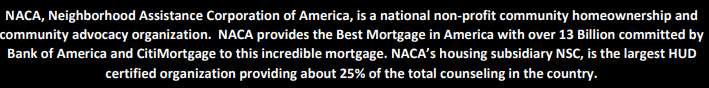 NACA, Neighborhood Assistance Corporation of America, is a national non-profit community homeownership and
community advocacy organization.  NACA provides the Best Mortgage in America with over 13 Billion committed by
Bank of America and CitiMortgage to this incredible mortgage. NACA’s housing subsidiary NSC, is the largest HUD
certified organization providing about 25% of the total counseling in the country.